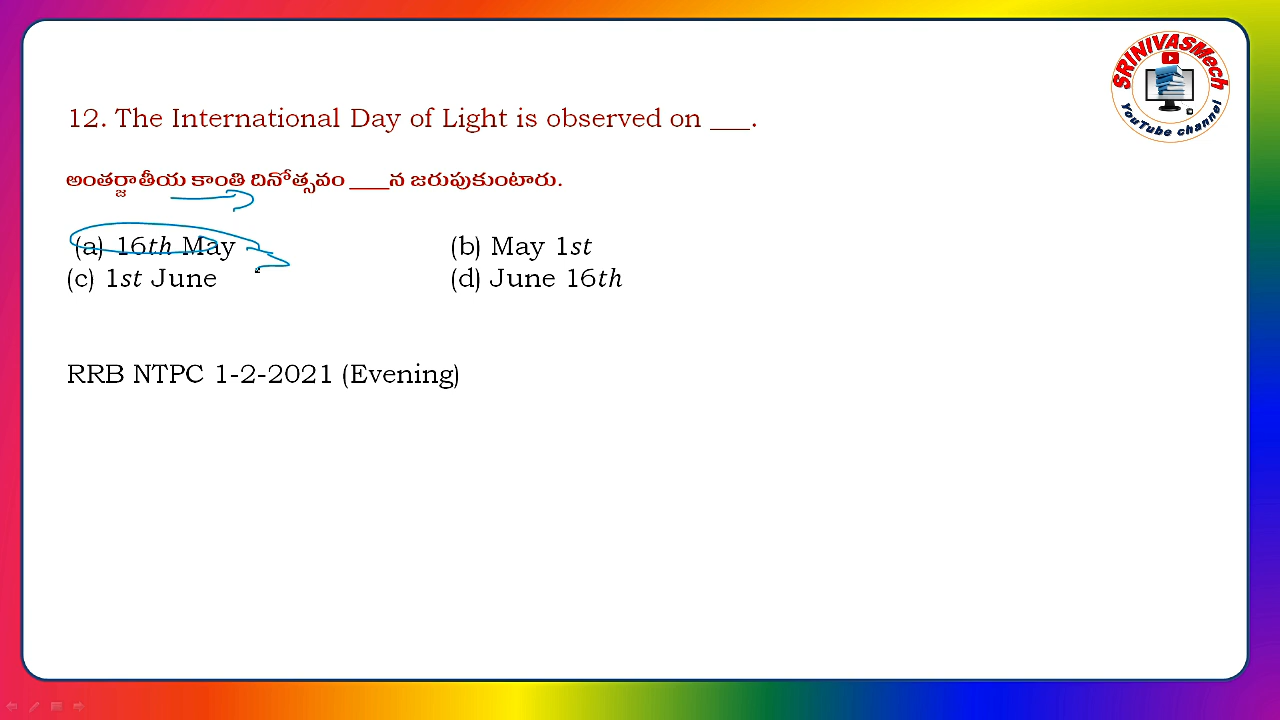 SRINIVASMech
YouTube channel
12. The International Day of Light is observed on ___.
అంతర్జాతీయ కాంతి దినోత్సవం ____న జరుపుకుంటారు.
(a) 16th May (b) May 1st
(c) 1st June (d) June 16th
RRB NTPC 1-2-2021 (Evening)